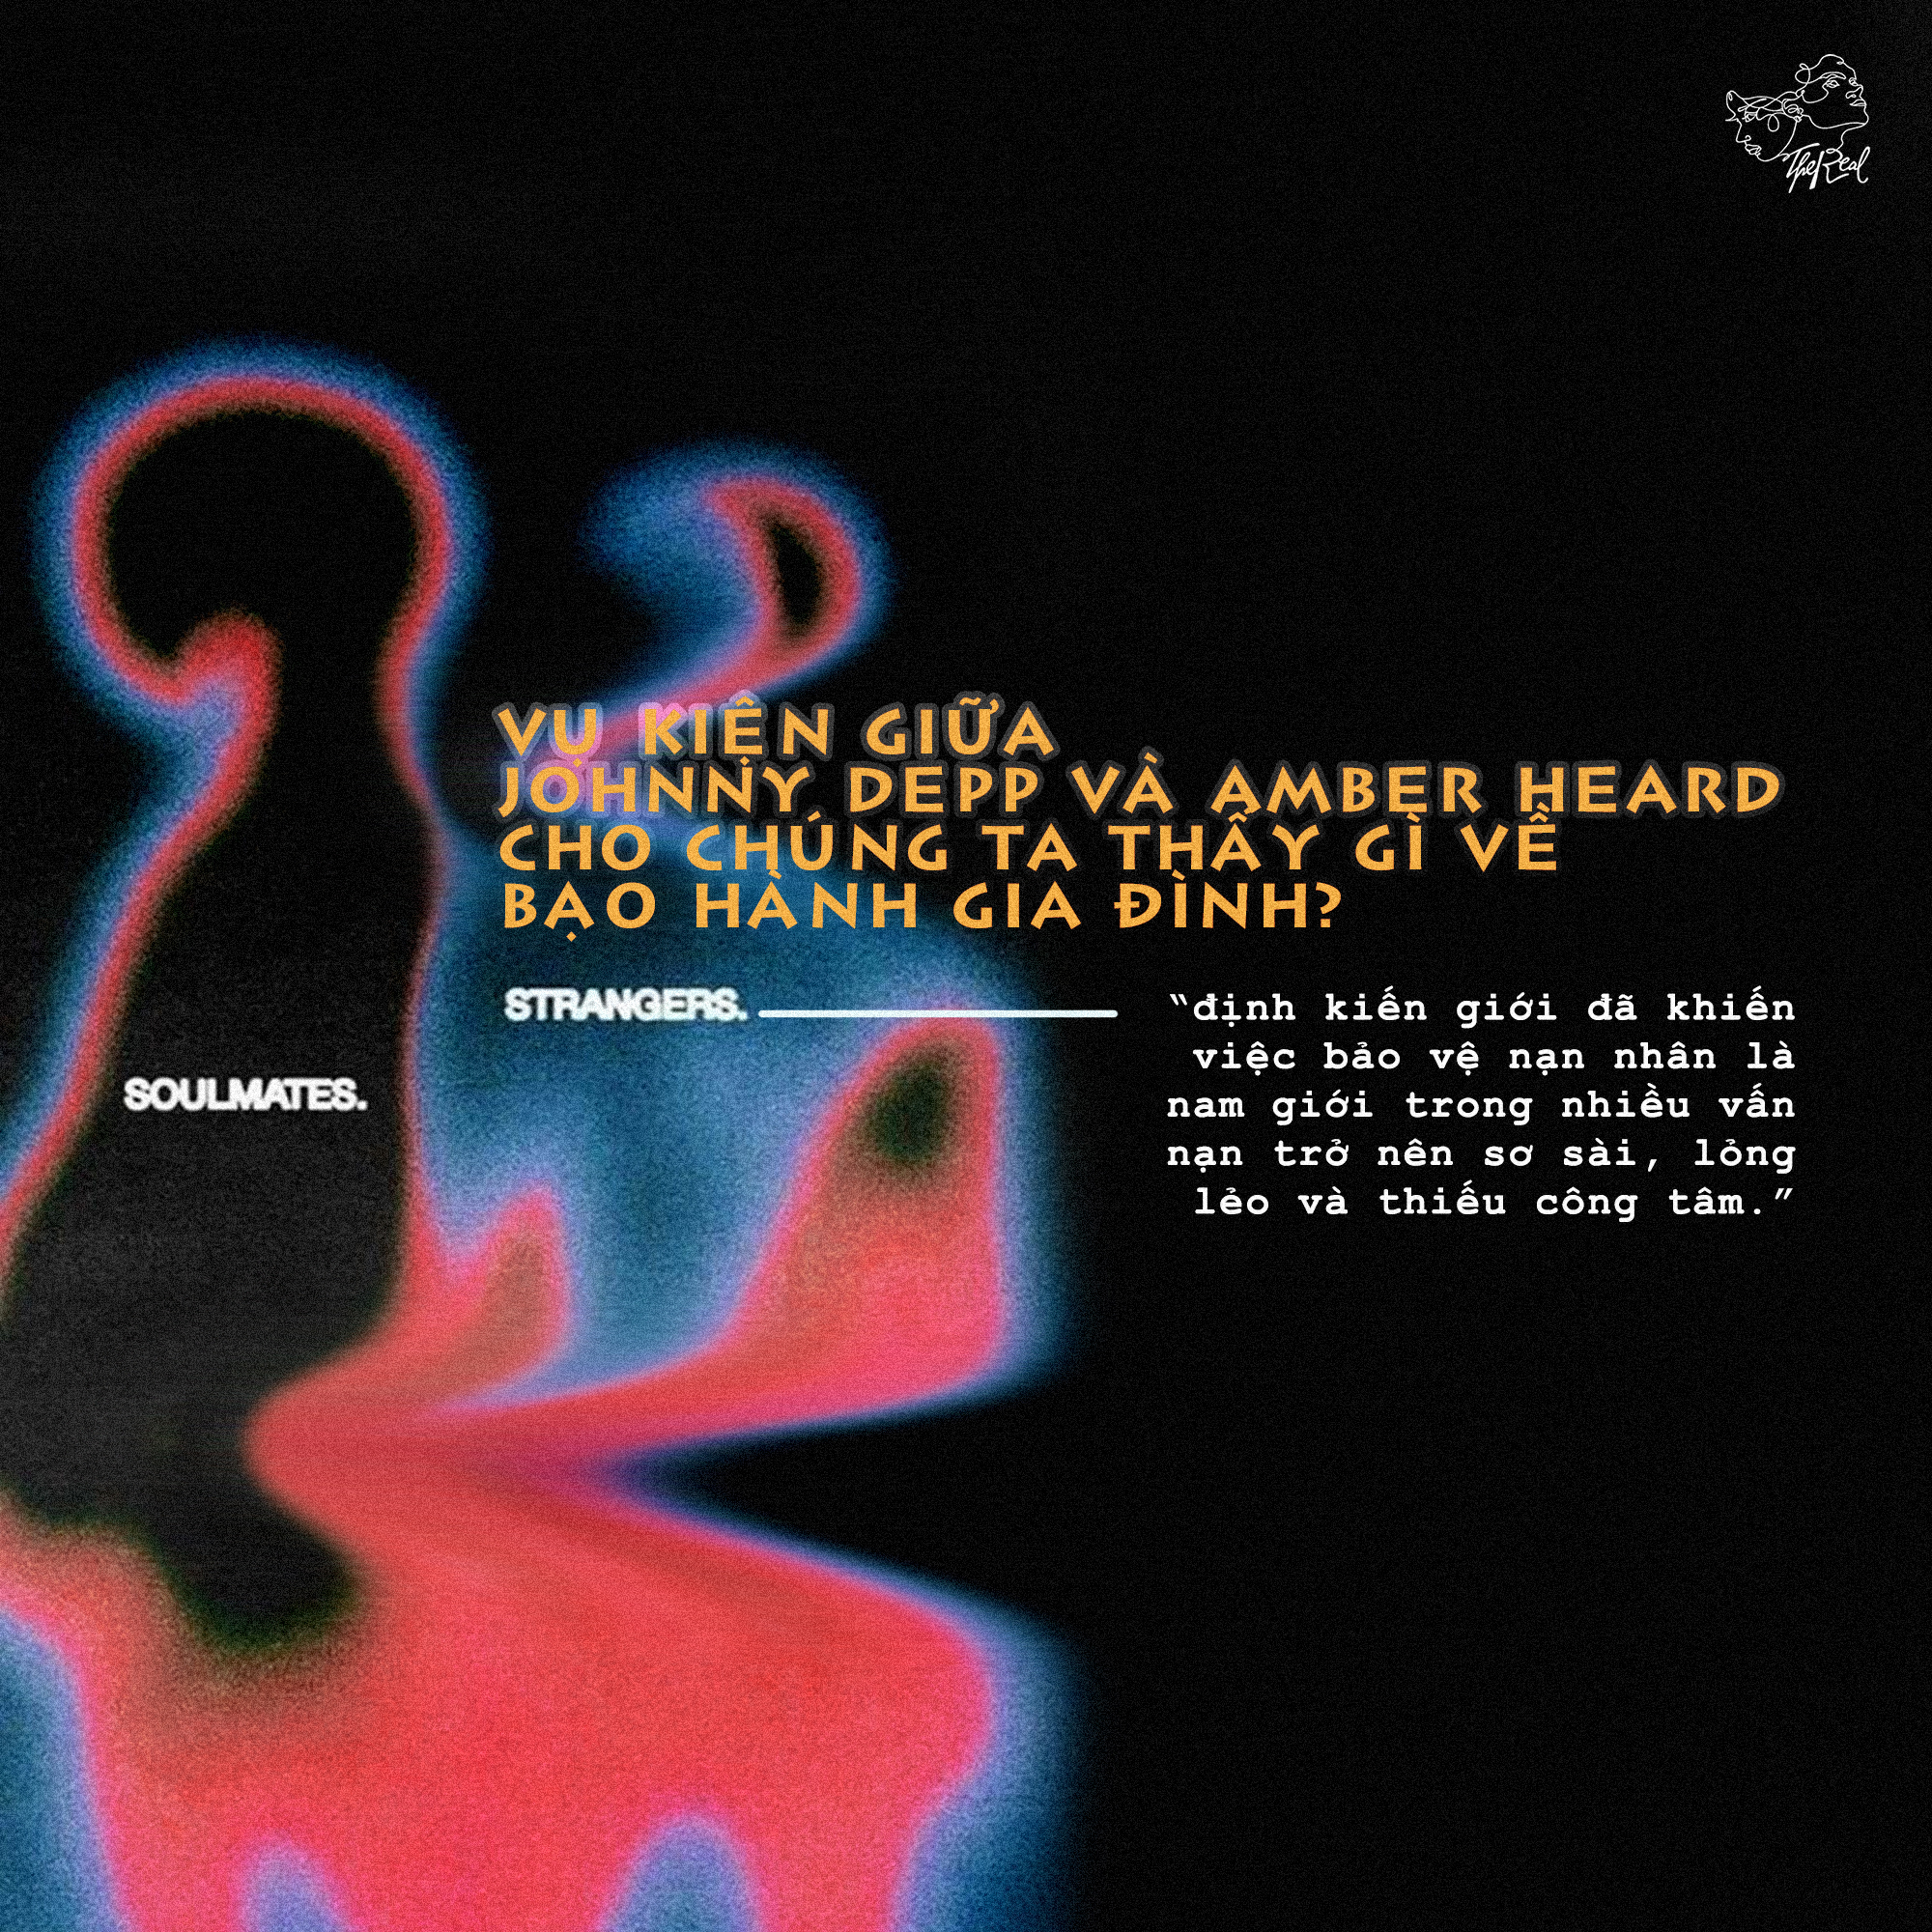 TheReal
VỤ KIỆN GIỮA
JOHNNY DEPP VÀ AMBER HEARD
CHO CHÚNG TA THẤY GÌ VỀ
BẠO HÀNH GIA ĐÌNH?
STRANGERS.
SOULMATES.
“định kiến giới đã khiến
việc bảo vệ nạn nhân là
nam giới trong nhiều vấn
nạn trở nên sơ sài, lỏng
lẻo và thiếu công tâm.”